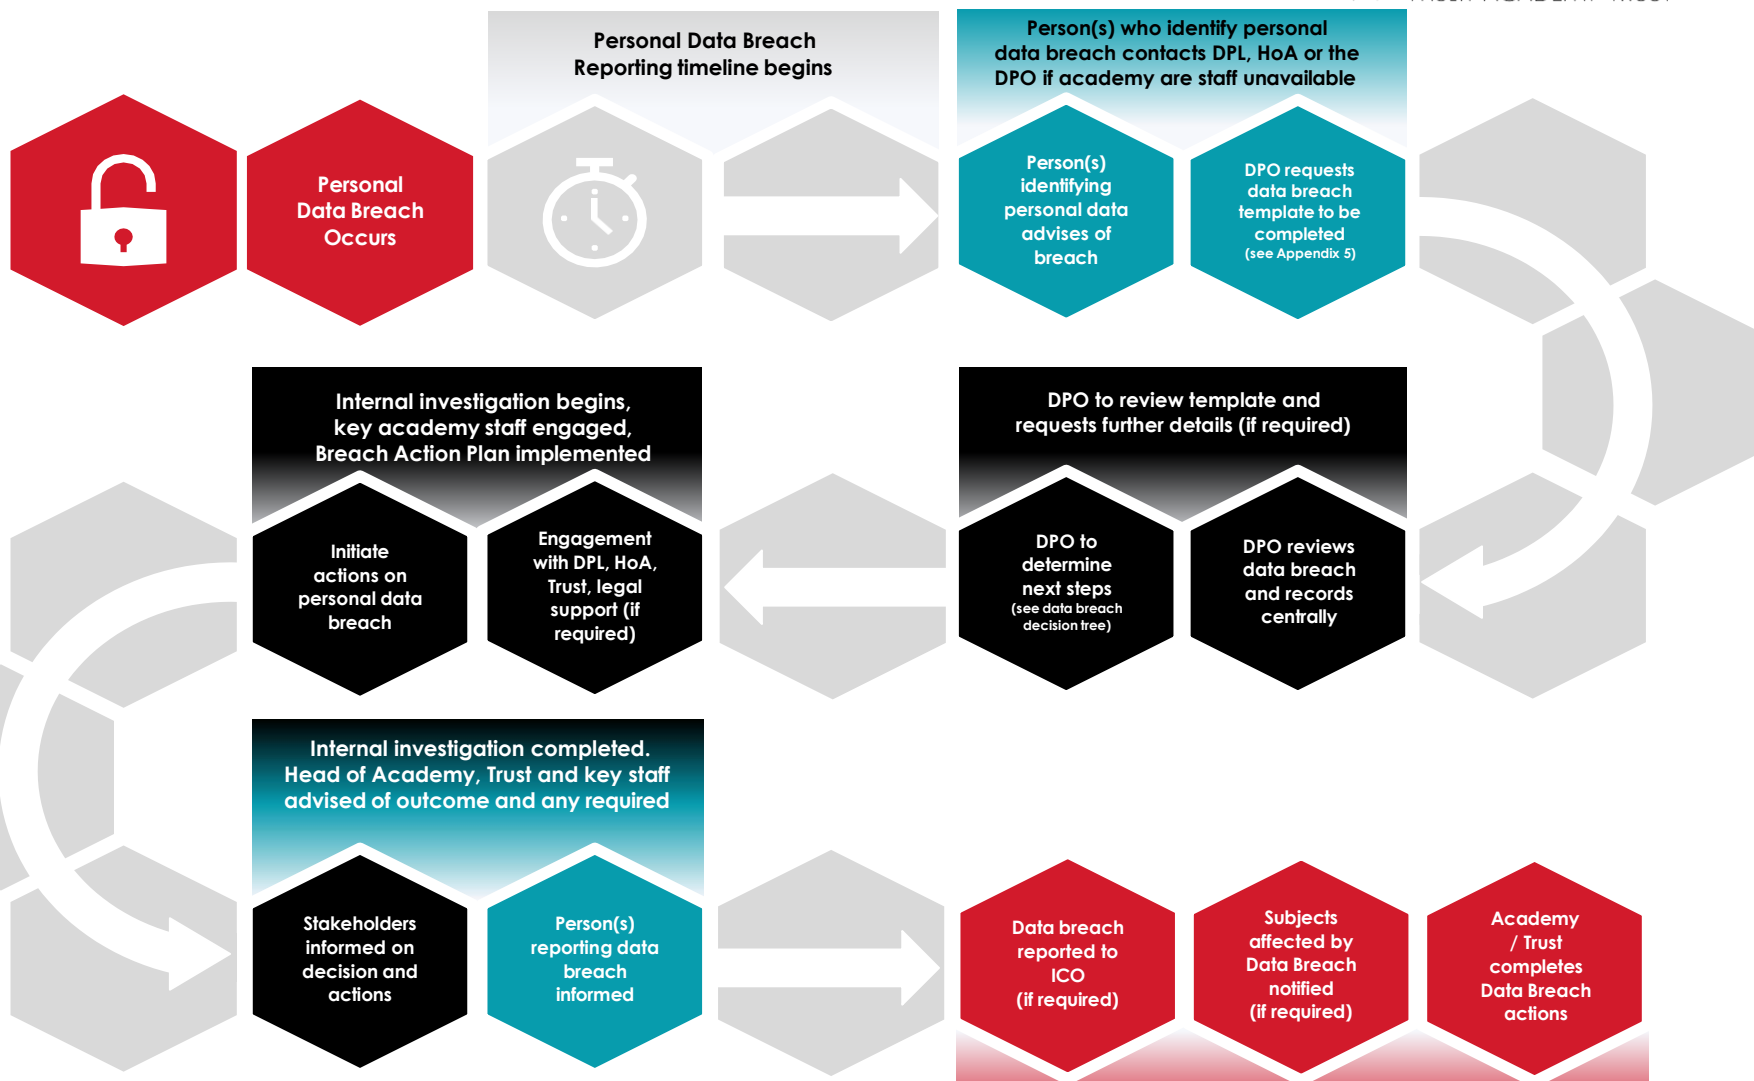 Personal Data Breach
Reporting timeline begins
Person(s) who identify personal
data breach contacts DPL, HoA or the
DPO if academy are staff unavailable
Personal
Data Breach
Occurs
Person(s)
identifying
personal data
advises of
breach
DPO requests
data breach
template to be
completed
(see Appendix 5)
Internal investigation begins,
key academy staff engaged,
Breach Action Plan implemented
DPO to review template and
requests further details (if required)
Initiate
actions on
personal data
breach
Engagement
with DPL, HoA,
Trust, legal
support (if
required)
DPO to
determine
next steps
(see data breach
decision tree)
DPO reviews
data breach
and records
centrally
Internal investigation completed.
Head of Academy, Trust and key staff
advised of outcome and any required
Stakeholders
informed on
decision and
actions
Person(s)
reporting data
breach
informed
Data breach
reported to
ICO
(if required)
Subjects
affected by
Data Breach
notified
(if required)
Academy
/ Trust
completes
Data Breach
actions